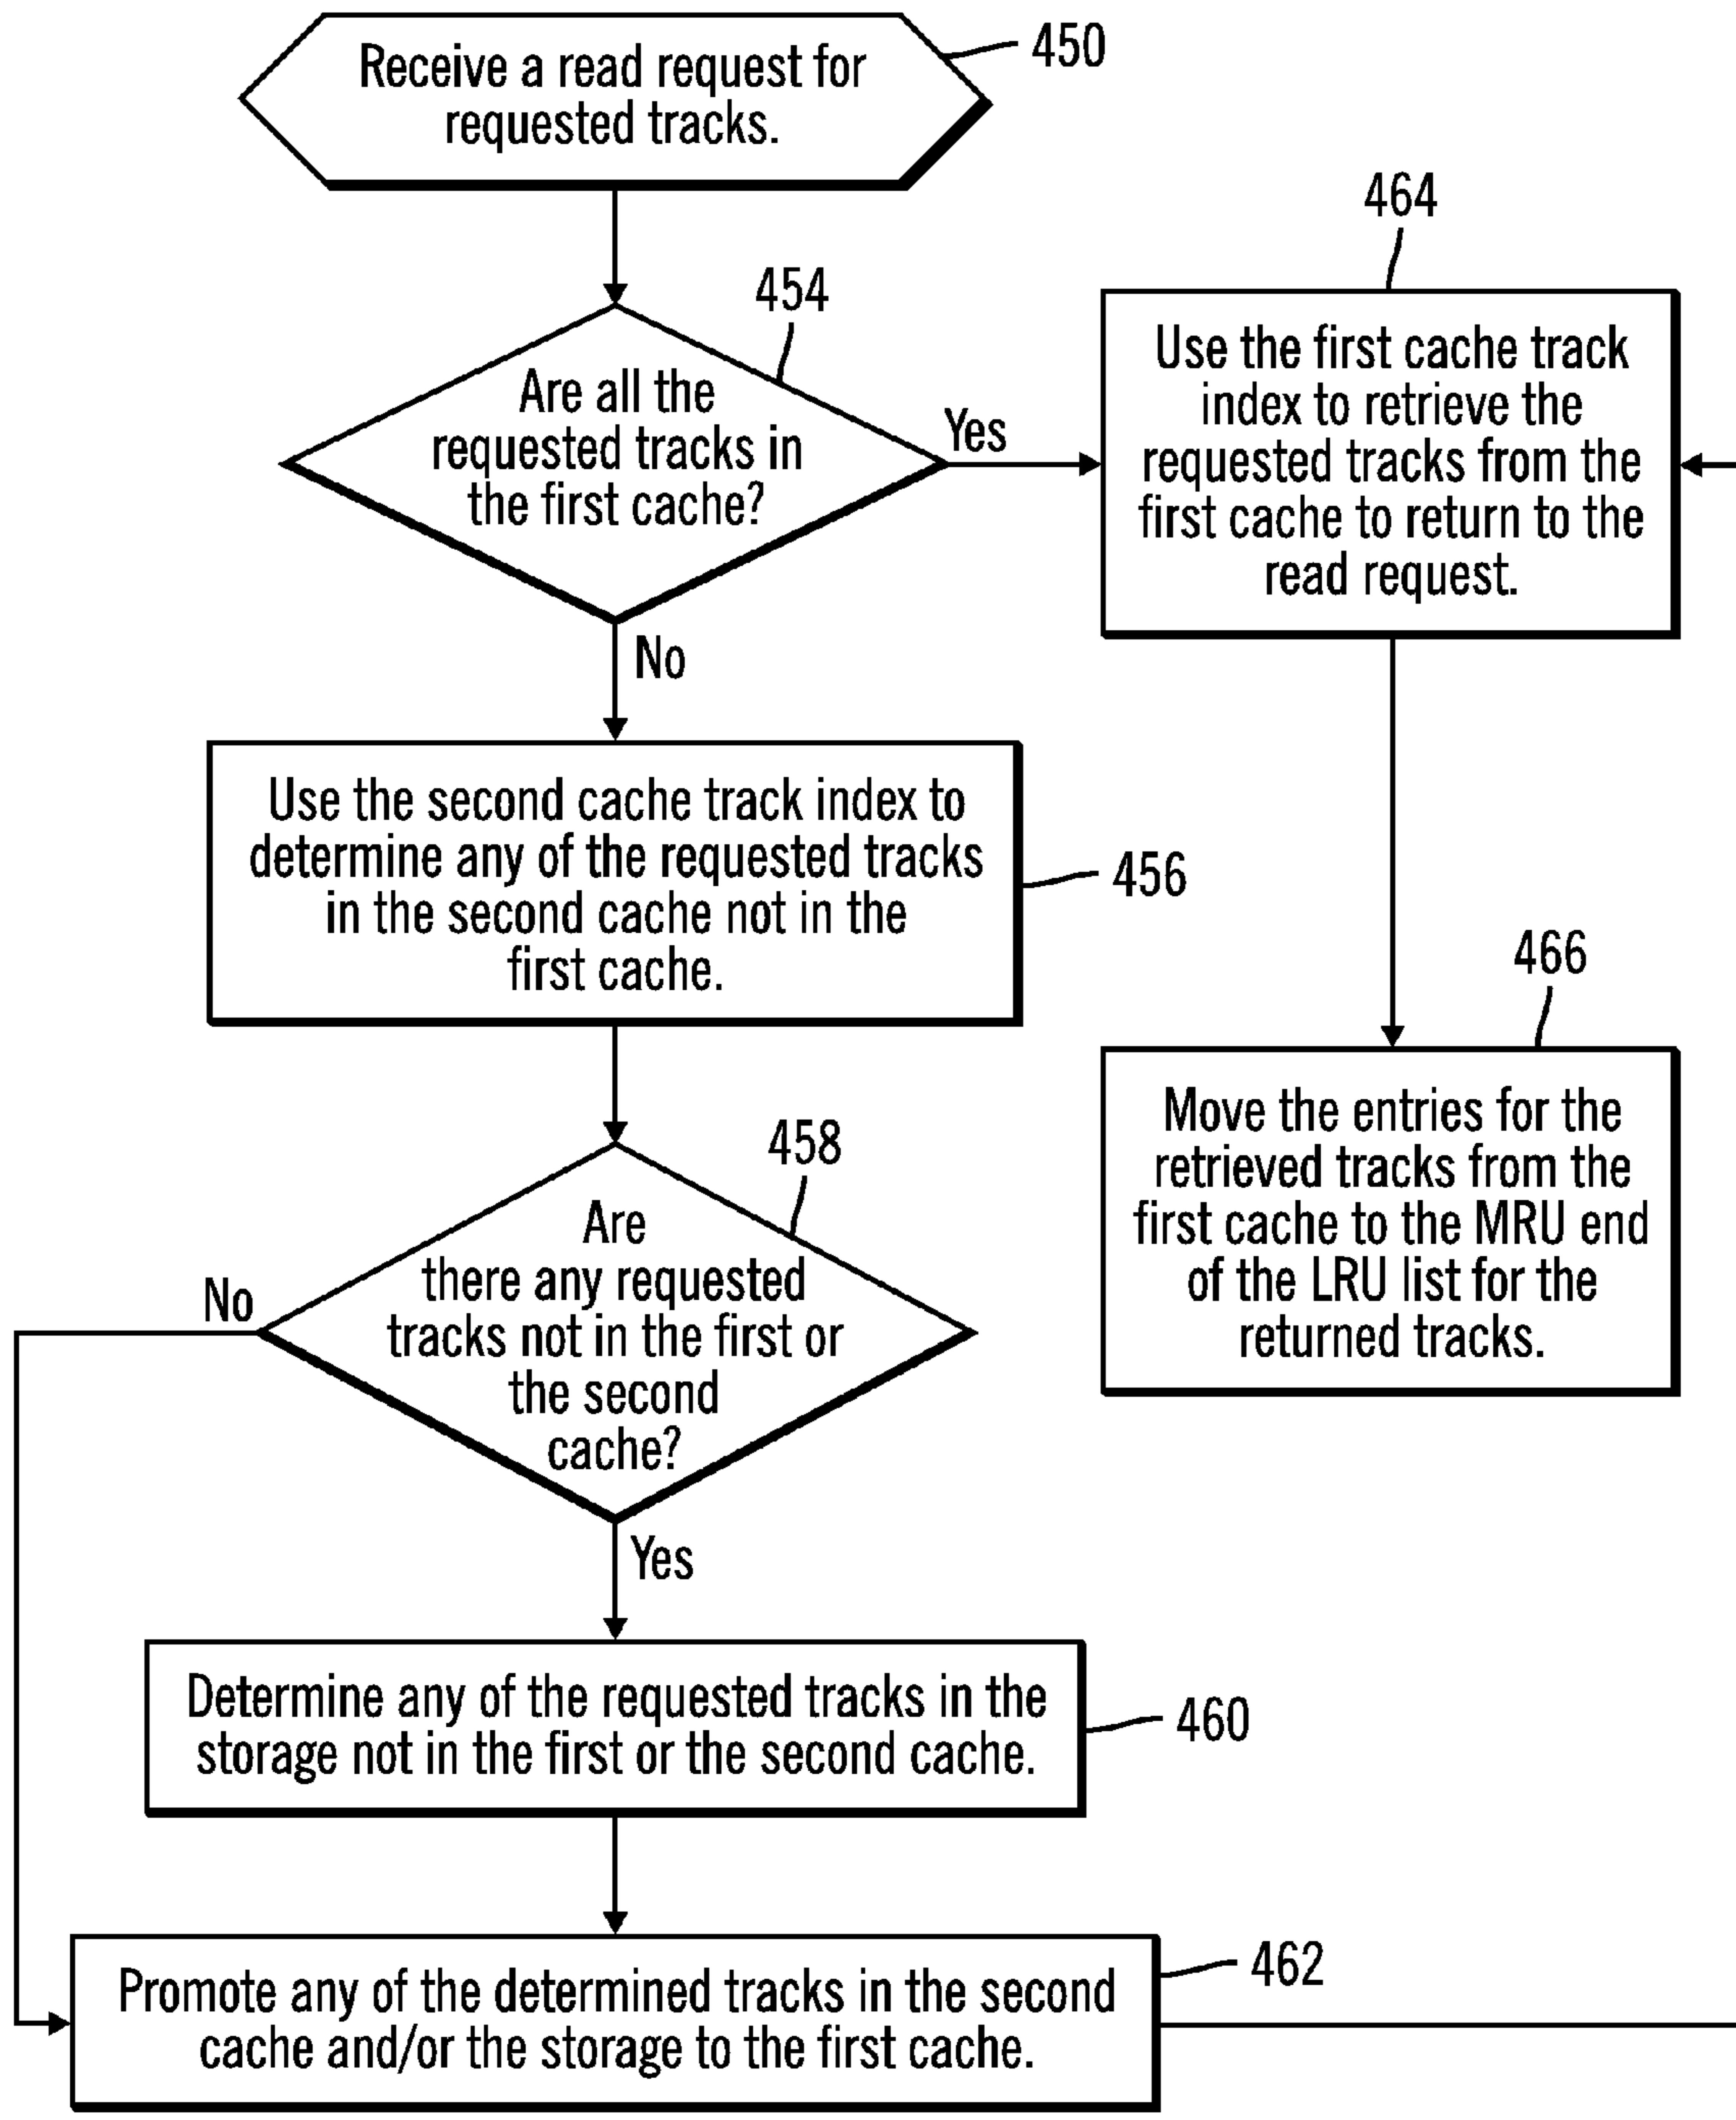 Receive a read request for
requested tracks.
450
454
Are all the
requested tracks in
the first cache?
Yes
No
464
Use the first cache track
index to retrieve the
requested tracks from the
first cache to return to the
read request.
Use the second cache track index to
determine any of the requested tracks
in the second cache not in the
first cache.
456
466
Move the entries for the
retrieved tracks from the
first cache to the MRU end
of the LRU list for the
returned tracks.
458
Are
there any requested
tracks not in the first or
the second
cache?
No
Yes
Determine any of the requested tracks in the
storage not in the first or the second cache.
460
Promote any of the determined tracks in the second
cache and/or the storage to the first cache.
462